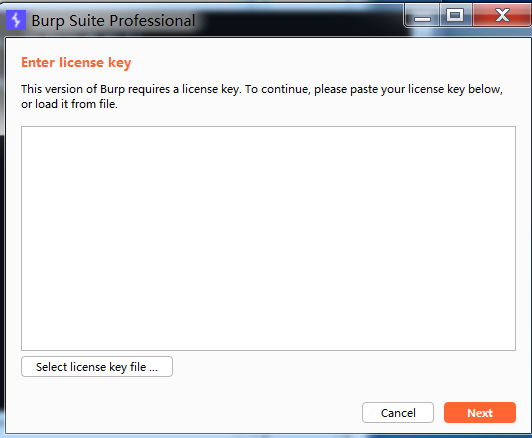 Burp Suite Professional
Enter license key
This version of Burp requires a license key. To continue, please paste your license key below,
or load it from file.
Select license key file ...
Cancel
Next